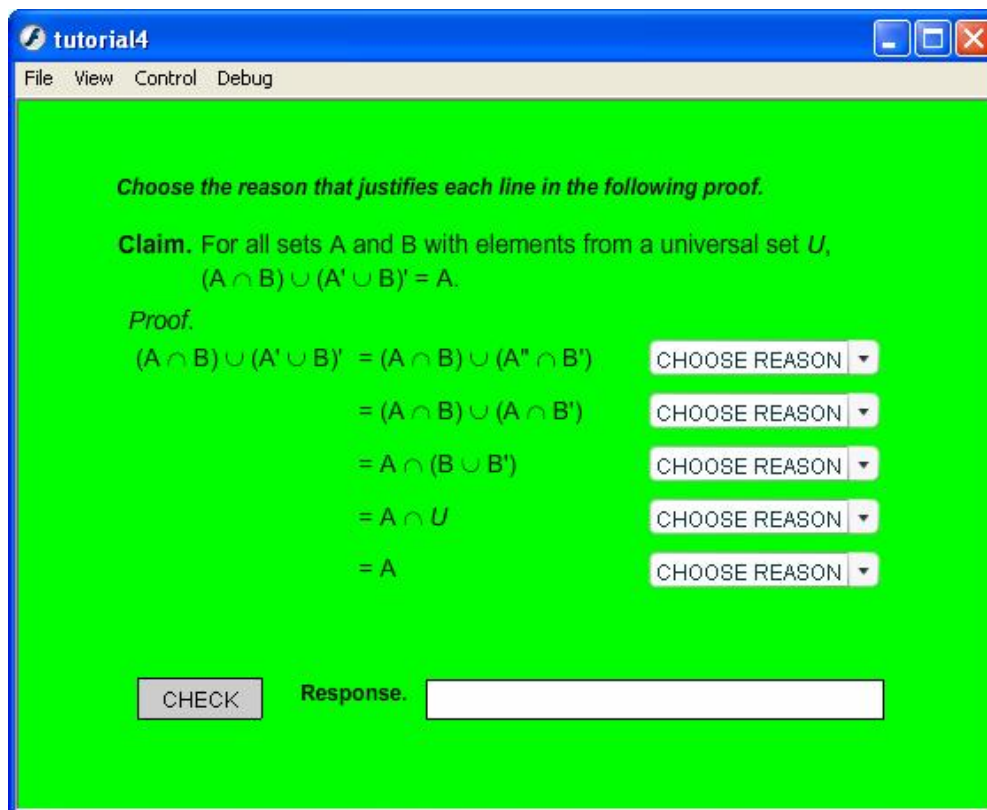 tutorial4
File View Control Debug
Choose the reason that justifies each line in the following proof.
Claim. For all sets A and B with elements from a universal set U,
(A ∩ B) ∪ (A' ∪ B)' = A.
Proof.
(A ∩ B) ∪ (A' ∪ B)' = (A ∩ B) ∪ (A'' ∩ B') CHOOSE REASON
= (A ∩ B) ∪ (A ∩ B') CHOOSE REASON
= A ∩ (B ∪ B') CHOOSE REASON
= A ∩ U CHOOSE REASON
= A CHOOSE REASON
CHECK Response.